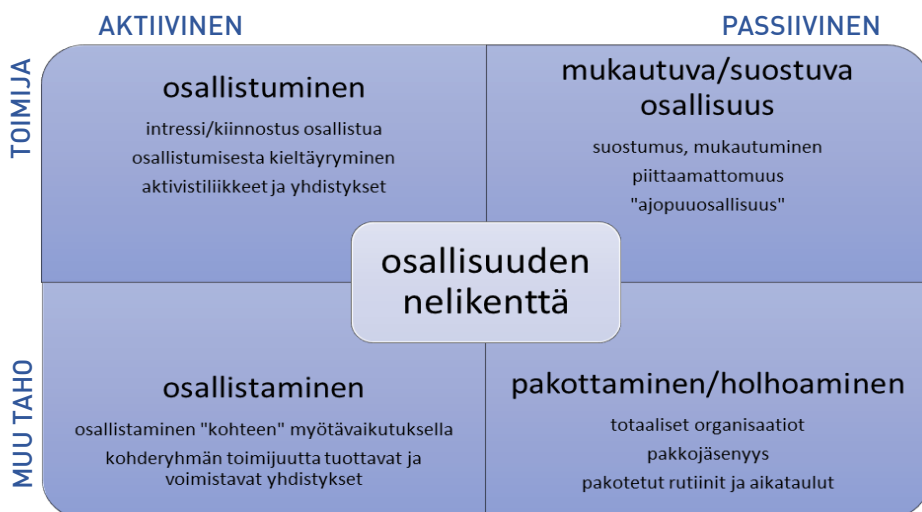 AKTIIVINEN
PASSIIVINEN
TOIMIJA
osallistuminen
intressi/kiinnostus osallistua
osallistumisesta kieltäyryminen
aktivistiliikkeet ja yhdistykset
mukautuva/suostuva
osallisuus
suostumus, mukautuminen
piittaamattomuus
"ajopuuosallisuus"
osallisuuden
nelikenttä
MUU TAHO
osallistaminen
osallistaminen "kohteen" myötävaikutuksella
kohderyhmän toimijuutta tuottavat ja
voimistavat yhdistykset
pakottaminen/holhoaminen
totaaliset organisaatiot
pakkojäsenyys
pakotetut rutiinit ja aikataulut